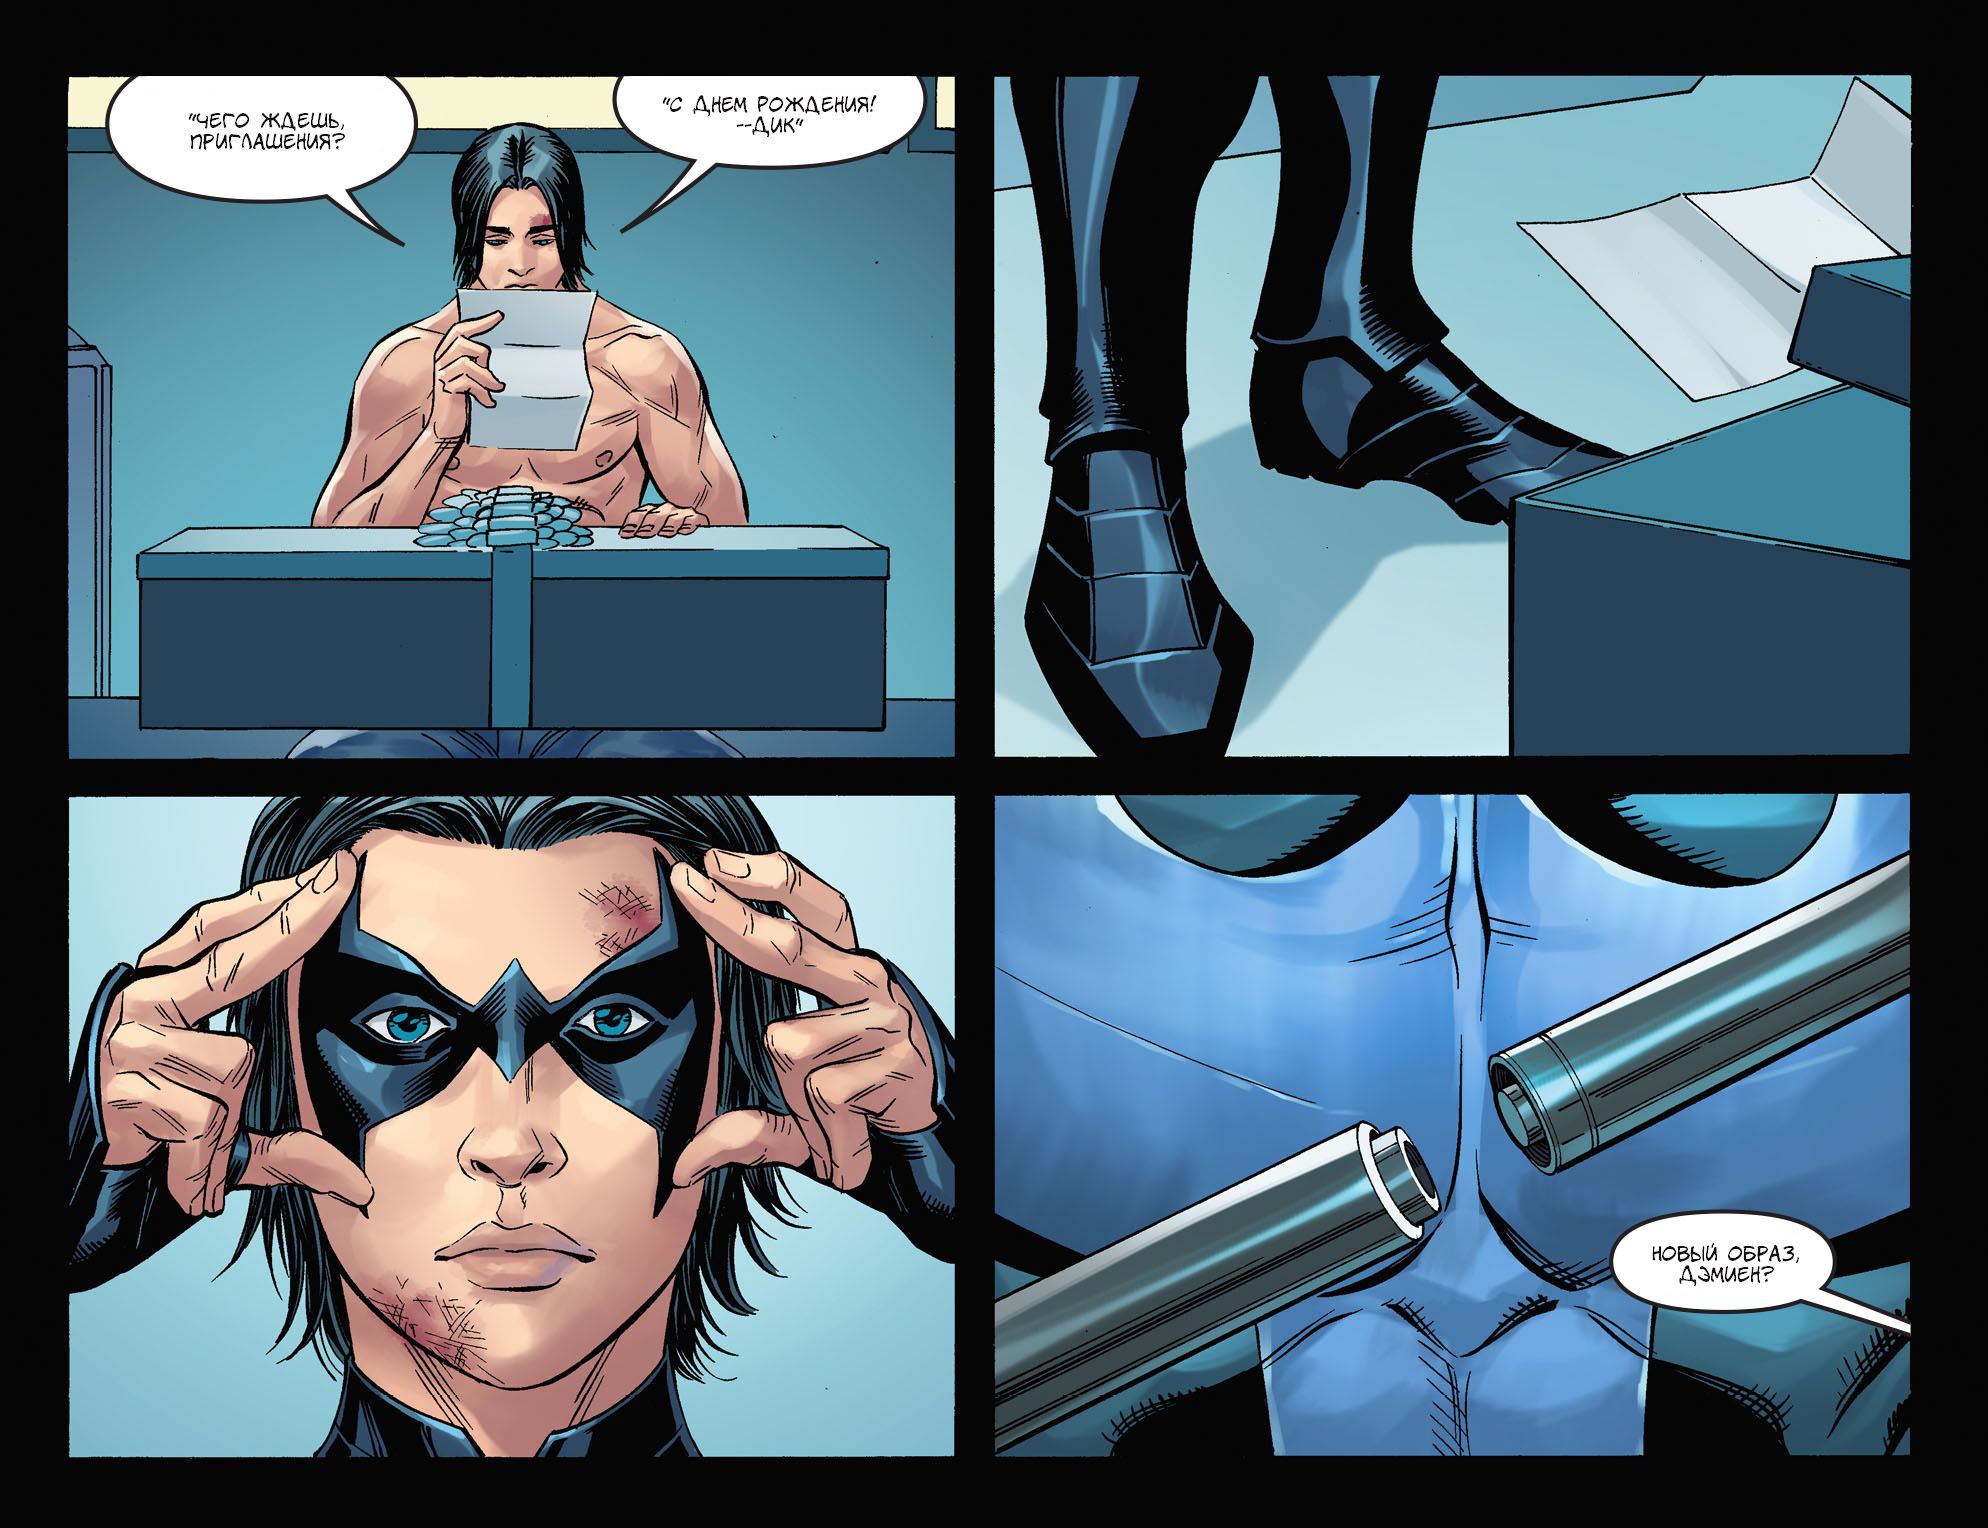 "ЧЕГО ЖДЕШЬ,
ПРИГЛАШЕНИЯ?
"С ДНЕМ РОЖДЕНИЯ!
--ДИК"
НОВЫЙ ОБРАЗ,
ДЭМИЕН?